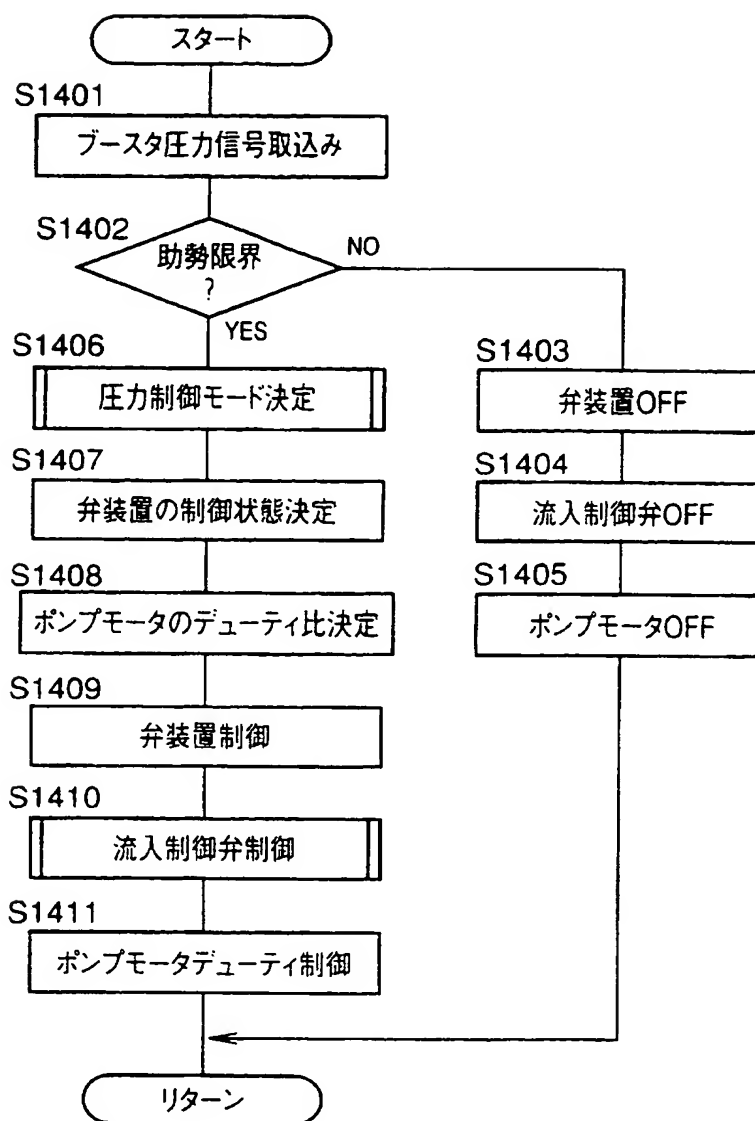 スタート
S1401
ブースタ圧力信号取込み
S1402
助勢限界
?
NO
YES
S1406
圧力制御モード決定
S1407
弁装置の制御状態決定
S1408
ポンプモータのデューティ比決定
S1409
弁装置制御
S1410
流入制御弁制御
S1411
ポンプモータデューティ制御
S1403
弁装置OFF
S1404
流入制御弁OFF
S1405
ポンプモータOFF
リターン